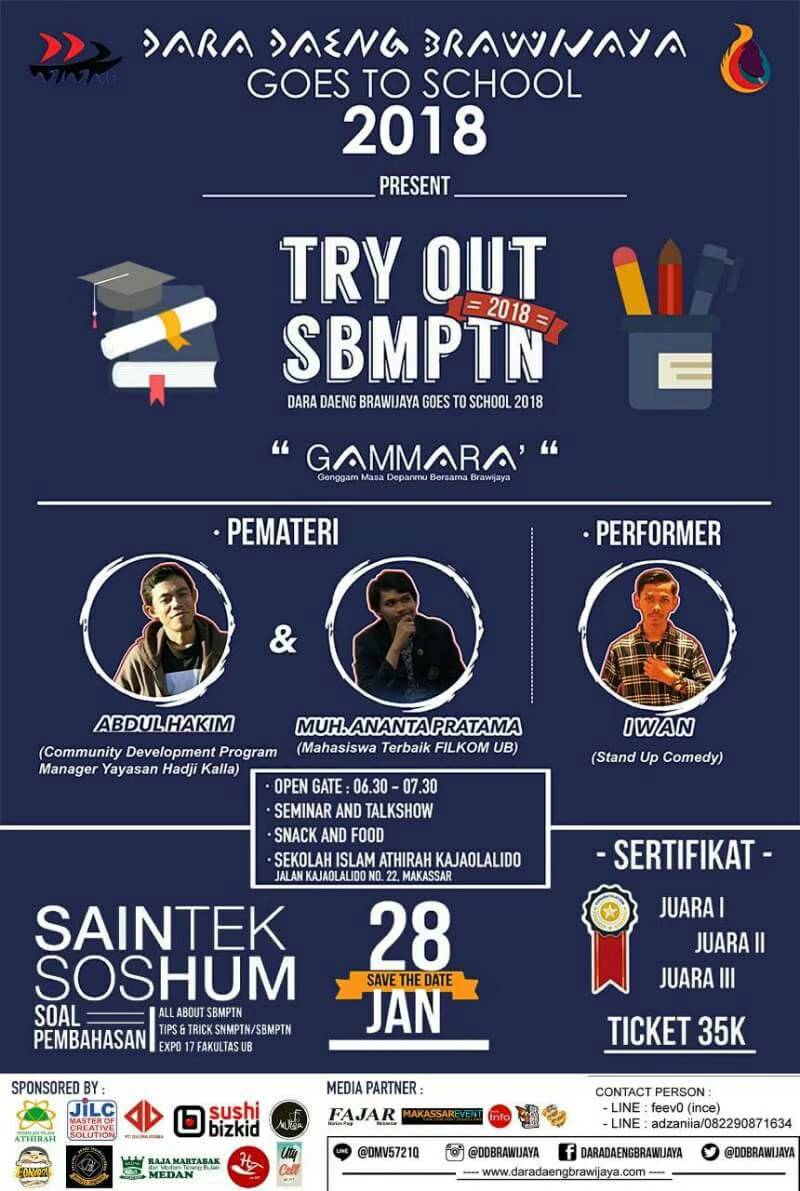 DARA DAENG BRAWIJAYA
GOES TO SCHOOL
2018
PRESENT
TRY OUT
= 2018 =
SBMPTN
DARA DAENG BRAWIJAYA GOES TO SCHOOL 2018
“ GAMMARA’ “
Genggam Masa Depanmu Bersama Brawijaya
· PEMATERI
· PERFORMER
&
ABDUL HAKIM
(Community Development Program
Manager Yayasan Hadji Kalla)
MUH. ANANTA PRATAMA
(Mahasiswa Terbaik FILKOM UB)
IWAN
(Stand Up Comedy)
· OPEN GATE : 06.30 - 07.30
· SEMINAR AND TALKSHOW
· SNACK AND FOOD
· SEKOLAH ISLAM ATHIRAH KAJAOLALIDO
JALAN KAJAOLALIDO NO. 22, MAKASSAR
SAINTEK
SOSHUM
SOAL
PEMBAHASAN
ALL ABOUT SBMPTN
TIPS & TRICK SNMPTN/SBMPTN
EXPO 17 FAKULTAS UB
28
SAVE THE DATE
JAN
- SERTIFIKAT -
JUARA I
JUARA II
JUARA III
TICKET 35K
SPONSORED BY :
ATHIRAH
JILC
MASTER OF
CREATIVE
SOLUTION
sushi
bizkid
RAJA MARTABAK
MEDAN
Uty
Cell
MEDIA PARTNER :
FAJAR
MAKASSAREVENT
Info
CONTACT PERSON :
- LINE : feev0 (ince)
- LINE : adzaniia/082290871634
@DMV5721Q
@DDBRAWIJAYA
DARADAENGBRAWIJAYA
@DDBRAWIJAYA
---- www.daradaengbrawijaya.com ----